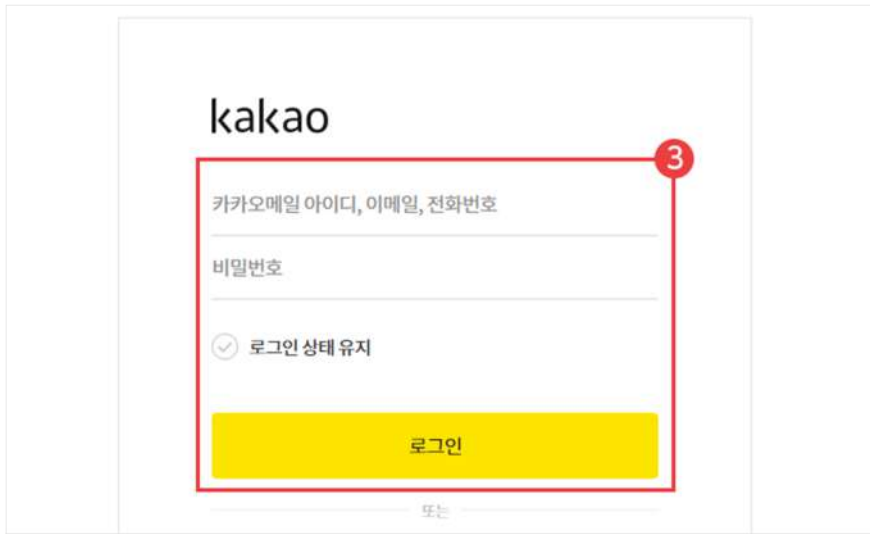 kakao
3
카카오메일 아이디, 이메일, 전화번호
비밀번호
로그인 상태 유지
로그인
또는